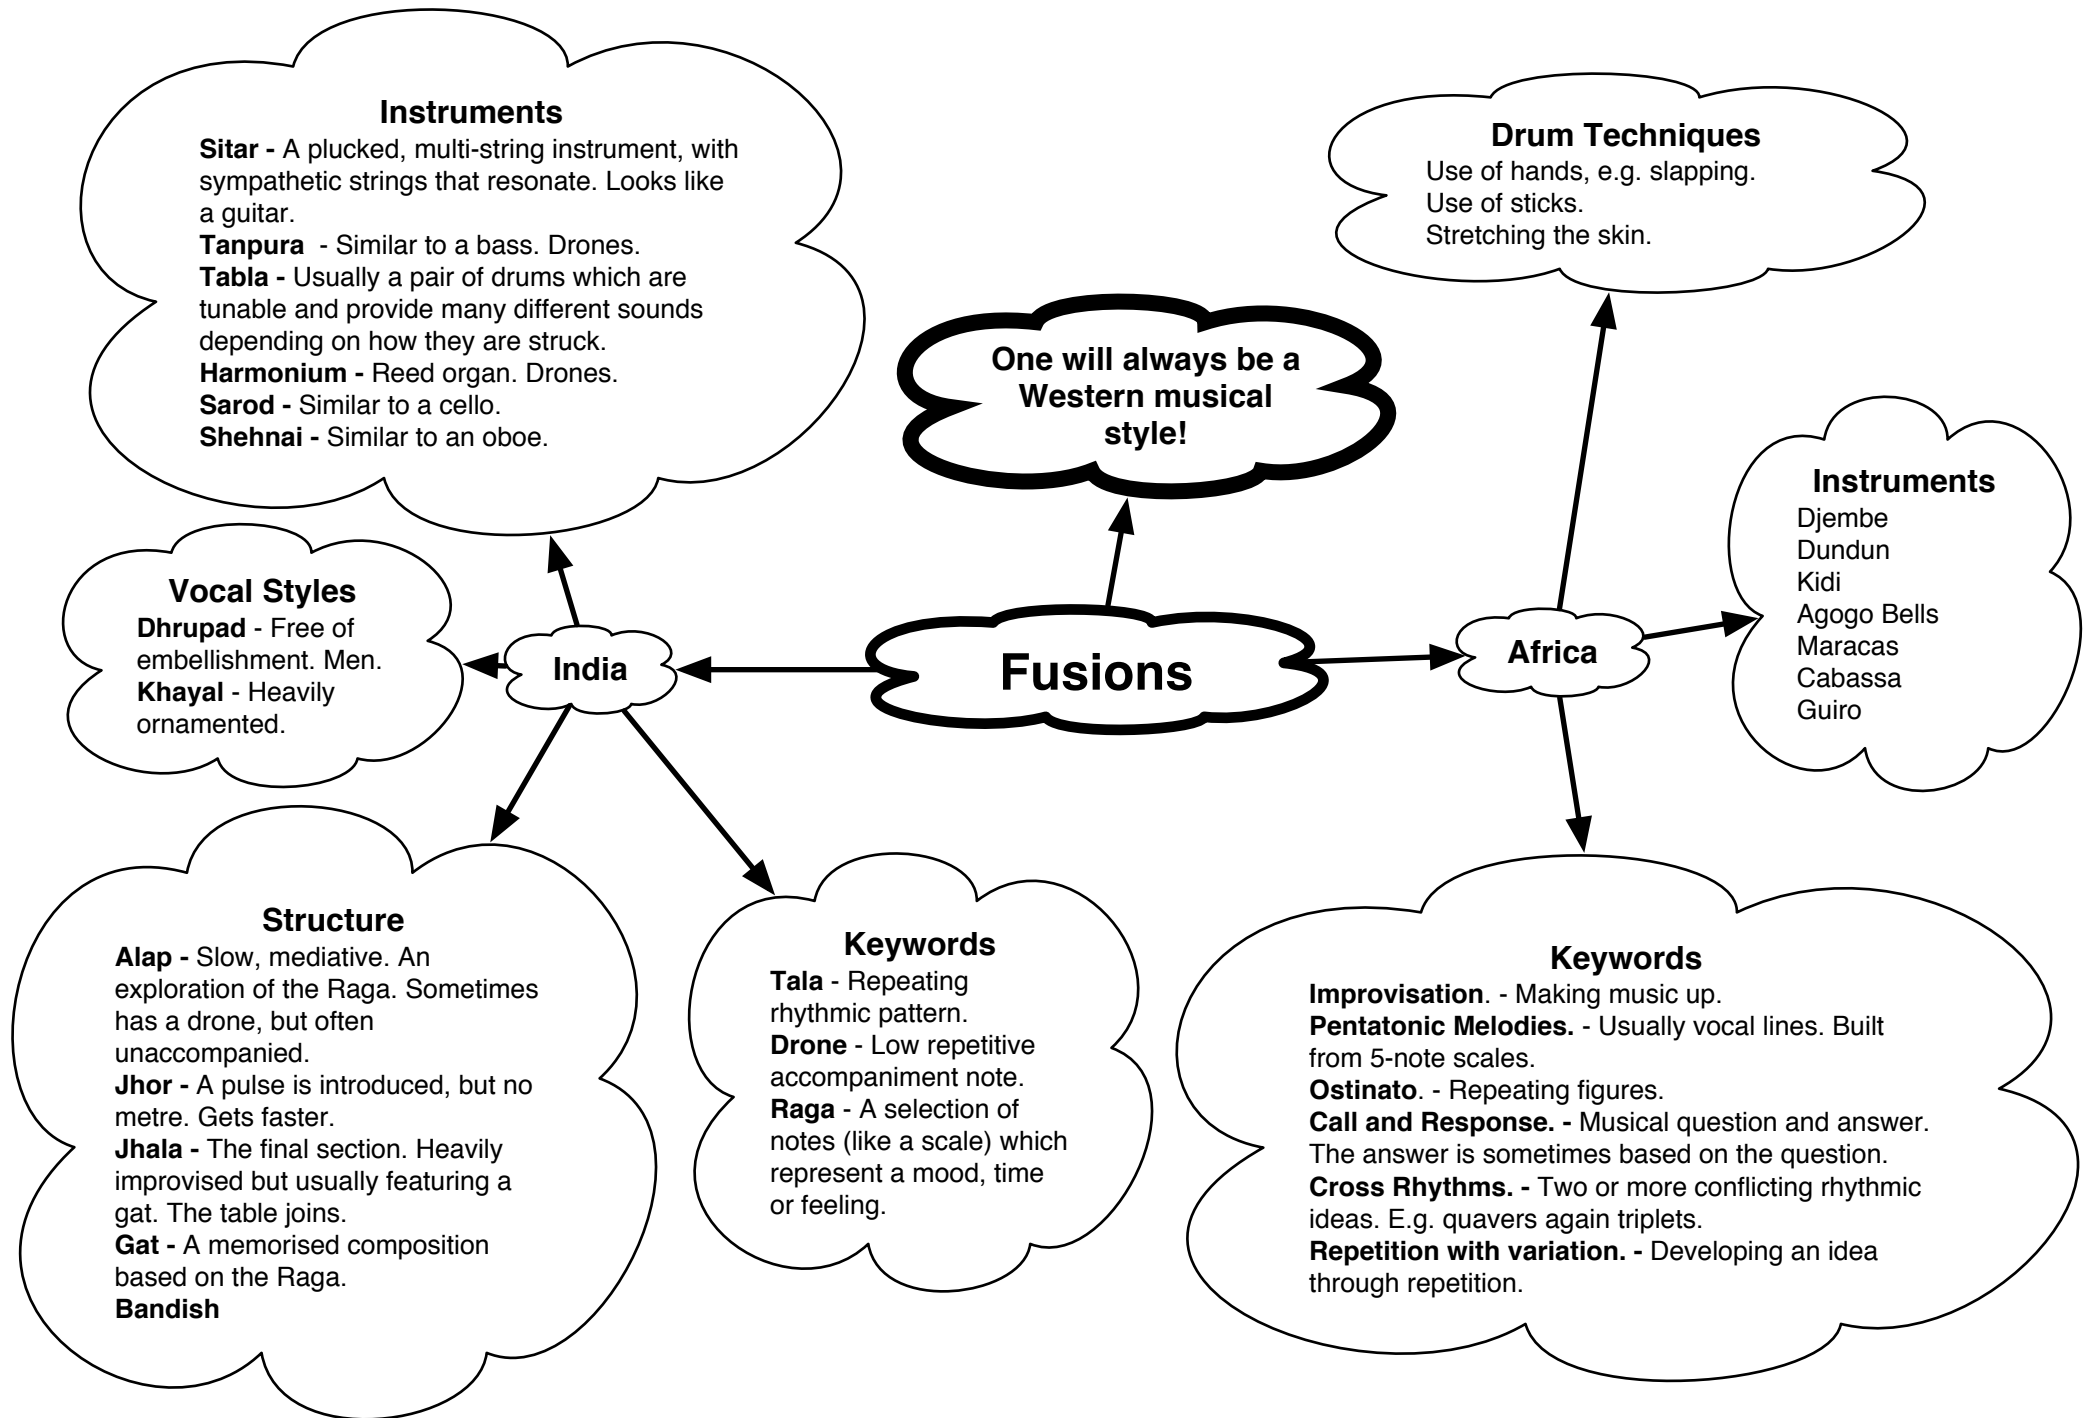 Instruments
Sitar - A plucked, multi-string instrument, with
sympathetic strings that resonate. Looks like
a guitar.
Tanpura  - Similar to a bass. Drones.
Tabla - Usually a pair of drums which are
tunable and provide many different sounds
depending on how they are struck.
Harmonium - Reed organ. Drones.
Sarod - Similar to a cello.
Shehnai - Similar to an oboe.
Drum Techniques
Use of hands, e.g. slapping.
Use of sticks.
Stretching the skin.
One will always be a
Western musical
style!
Instruments
Djembe
Dundun
Kidi
Agogo Bells
Maracas
Cabassa
Guiro
Vocal Styles
Dhrupad - Free of
embellishment. Men.
Khayal - Heavily
ornamented.
India
Fusions
Africa
Structure
Alap - Slow, mediative. An
exploration of the Raga. Sometimes
has a drone, but often
unaccompanied.
Jhor - A pulse is introduced, but no
metre. Gets faster.
Jhala - The final section. Heavily
improvised but usually featuring a
gat. The table joins.
Gat - A memorised composition
based on the Raga.
Bandish
Keywords
Tala - Repeating
rhythmic pattern.
Drone - Low repetitive
accompaniment note.
Raga - A selection of
notes (like a scale) which
represent a mood, time
or feeling.
Keywords
Improvisation. - Making music up.
Pentatonic Melodies. - Usually vocal lines. Built
from 5-note scales.
Ostinato. - Repeating figures.
Call and Response. - Musical question and answer.
The answer is sometimes based on the question.
Cross Rhythms. - Two or more conflicting rhythmic
ideas. E.g. quavers again triplets.
Repetition with variation. - Developing an idea
through repetition.